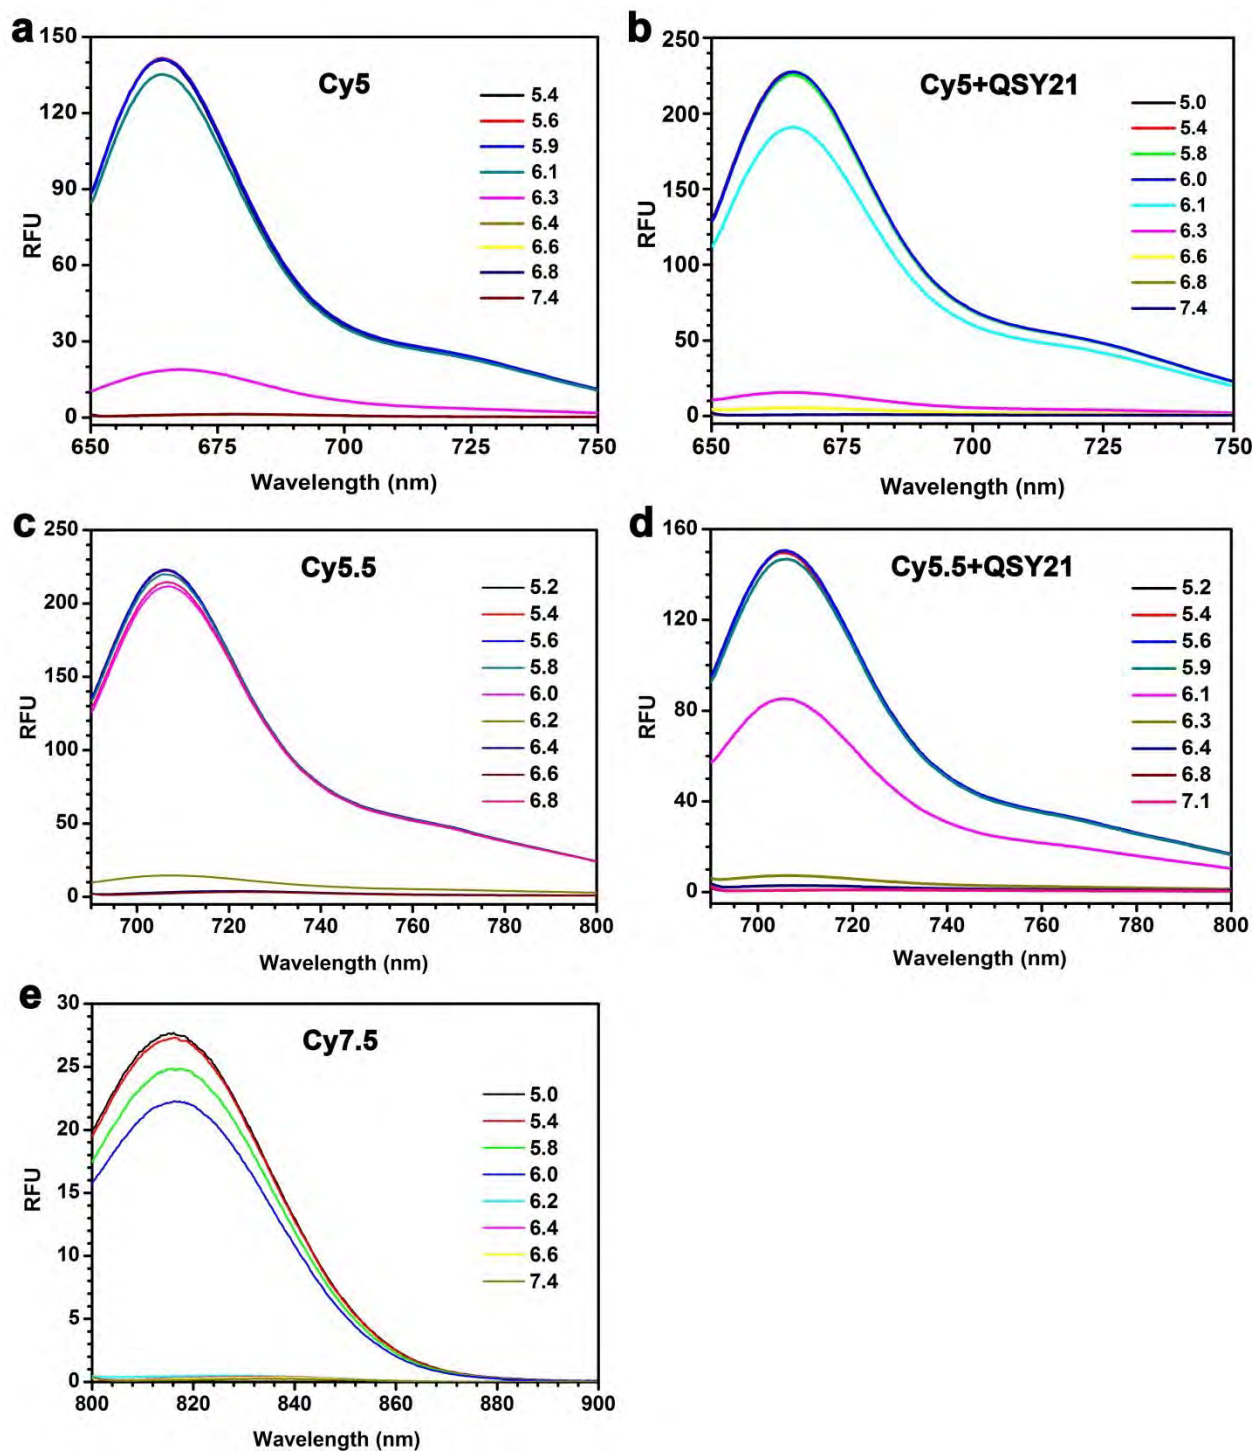 a
Cy5
150
120
90
60
30
0
RFU
5.4
5.6
5.9
6.1
6.3
6.4
6.6
6.8
7.4
650 675 700 725 750
Wavelength (nm)
b
Cy5+QSY21
250
200
150
100
50
0
RFU
5.0
5.4
5.8
6.0
6.1
6.3
6.6
6.8
7.4
650 675 700 725 750
Wavelength (nm)
c
Cy5.5
250
200
150
100
50
0
RFU
5.2
5.4
5.6
5.8
6.0
6.2
6.4
6.6
6.8
700 720 740 760 780 800
Wavelength (nm)
d
Cy5.5+QSY21
160
120
80
40
0
RFU
5.2
5.4
5.6
5.9
6.1
6.3
6.4
6.8
7.1
700 720 740 760 780 800
Wavelength (nm)
e
Cy7.5
30
25
20
15
10
5
0
RFU
5.0
5.4
5.8
6.0
6.2
6.4
6.6
7.4
800 820 840 860 880 900
Wavelength (nm)